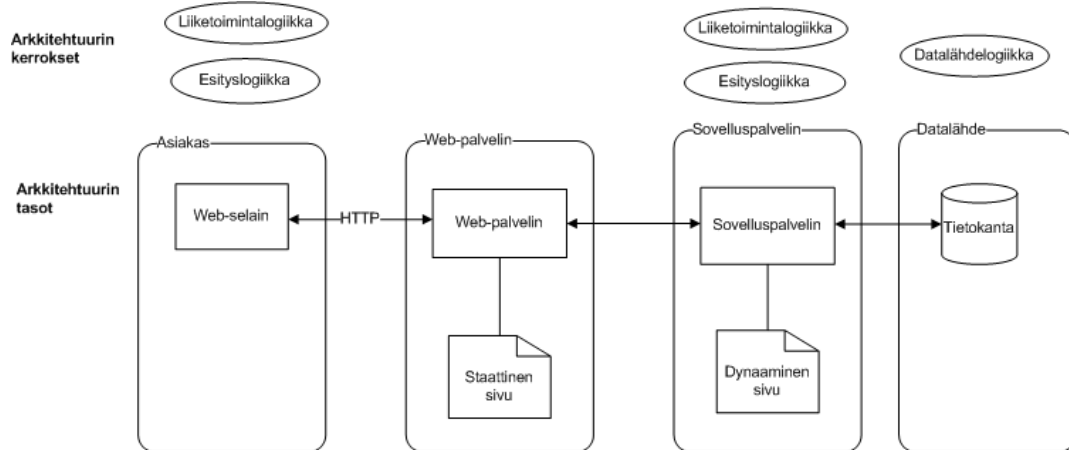 Arkkitehtuurin
kerrokset
Liiketoimintalogiikka
Esityslogiikka
Liiketoimintalogiikka
Esityslogiikka
Datalähdelogiikka
Arkkitehtuurin
tasot
Asiakas
Web-selain
HTTP
Web-palvelin
Web-palvelin
Staattinen
sivu
Sovelluspalvelin
Sovelluspalvelin
Dynaaminen
sivu
Datalähde
Tietokanta